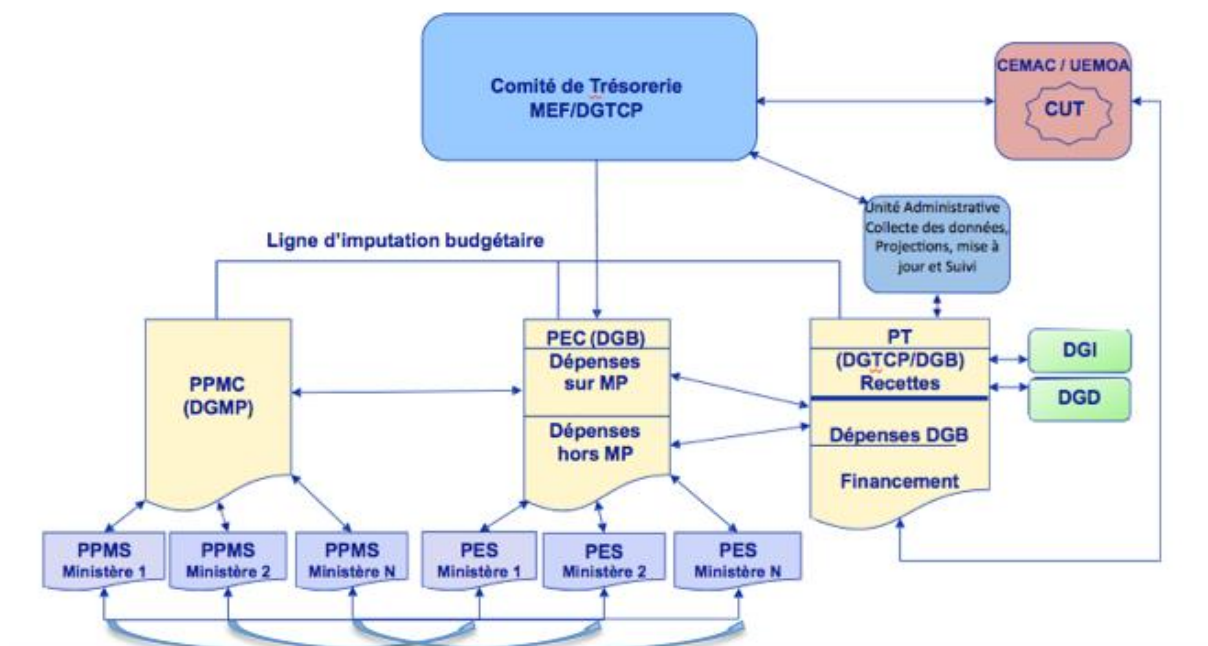 Comité de Trésorerie
MEF/DGTCP
CEMAC / UEMOA
CUT
Unité Administrative
Collecte des données,
Projections, mise à
jour et Suivi
Ligne d'imputation budgétaire
PPMC
(DGMP)
PEC (DGB)
Dépenses
sur MP
Dépenses
hors MP
PT
(DGTCP/DGB)
Recettes
Dépenses DGB
Financement
DGI
DGD
PPMS
Ministère 1
PPMS
Ministère 2
PPMS
Ministère N
PES
Ministère 1
PES
Ministère 2
PES
Ministère N